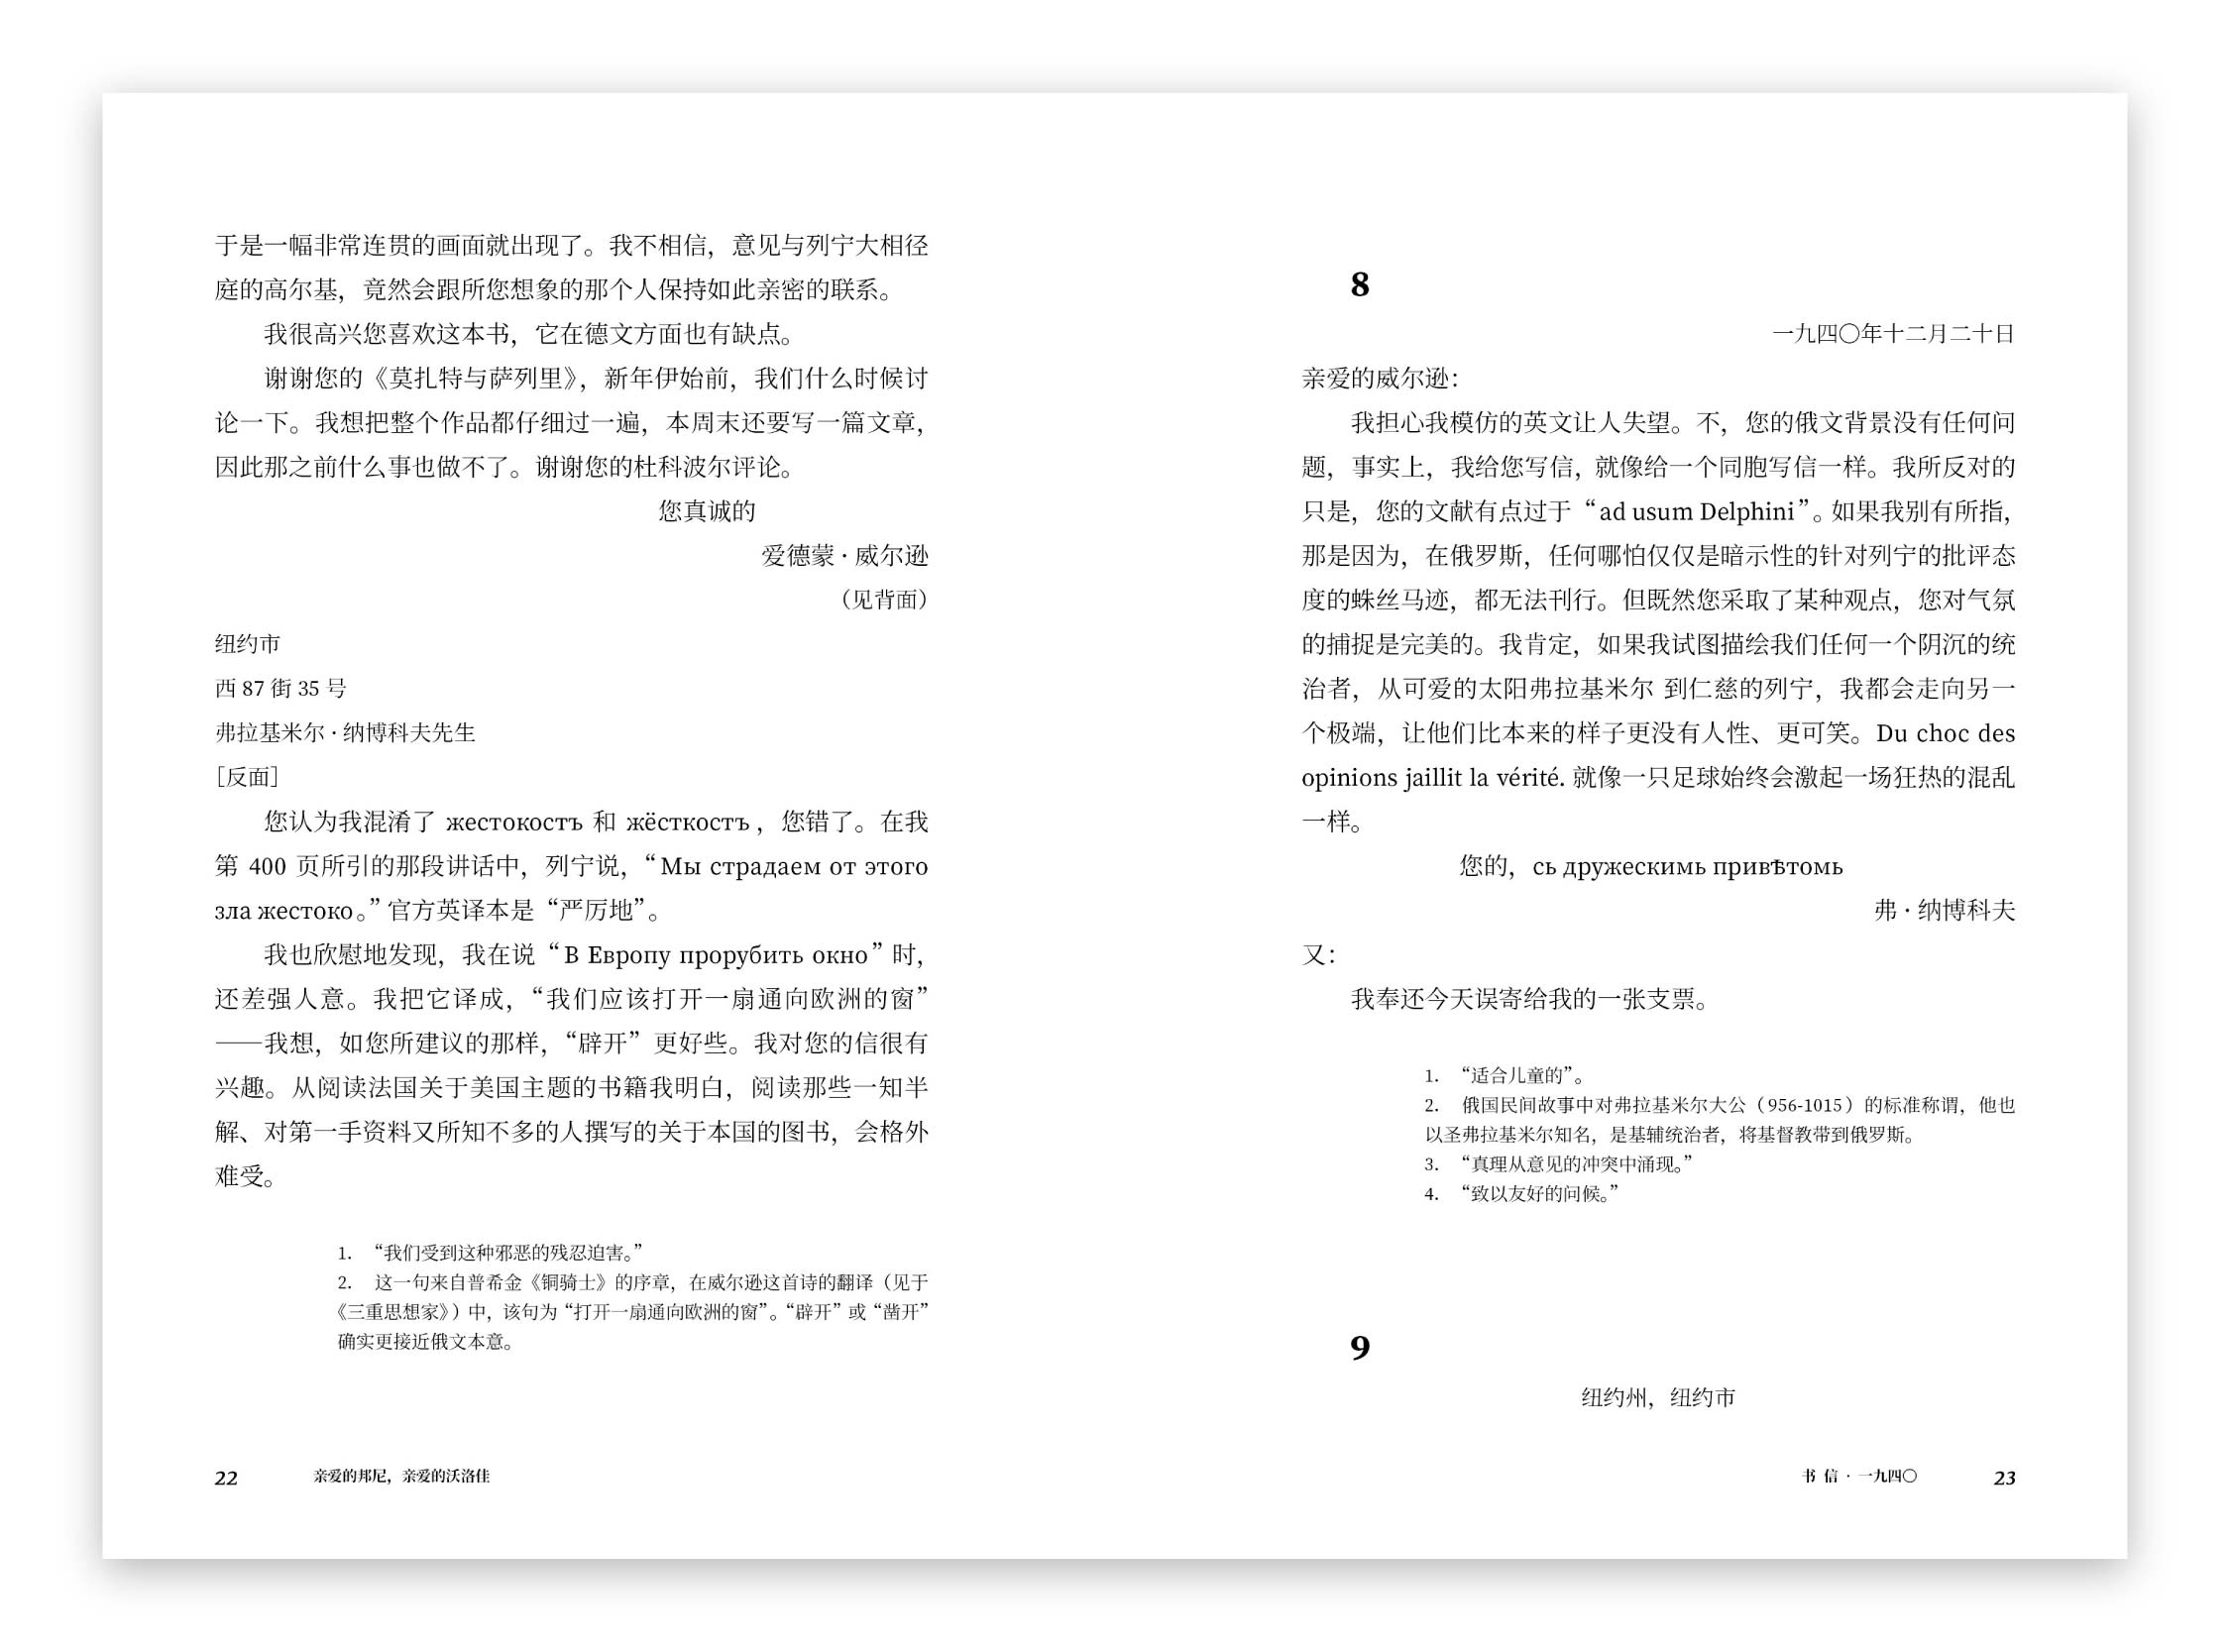 于是一幅非常连贯的画面就出现了。我不相信，意见与列宁大相径
庭的高尔基，竟然会跟所您想象的那个人保持如此亲密的联系。
我很高兴您喜欢这本书，它在德文方面也有缺点。
谢谢您的《莫扎特与萨列里》，新年伊始前，我们什么时候讨
论一下。我想把整个作品都仔细过一遍，本周末还要写一篇文章，
因此那之前什么事也做不了。谢谢您的杜科波尔评论。
您真诚的
爱德蒙·威尔逊
（见背面）
纽约市
西 87 街 35 号
弗拉基米尔·纳博科夫先生
［反面］
您认为我混淆了 жестокостъ 和 жёсткостъ，您错了。在我
第 400 页所引的那段讲话中，列宁说，“Мы страдаем от этого
зла жестоко。”官方英译本是“严厉地”。
我也欣慰地发现，我在说“В Европу прорубить окно”时，
还差强人意。我把它译成，“我们应该打开一扇通向欧洲的窗”
——我想，如您所建议的那样，“辟开”更好些。我对您的信很有
兴趣。从阅读法国关于美国主题的书籍我明白，阅读那些一知半
解、对第一手资料又所知不多的人撰写的关于本国的图书，会格外
难受。
1. “我们受到这种邪恶的残忍迫害。”
2. 这一句来自普希金《铜骑士》的序章，在威尔逊这首诗的翻译（见于
《三重思想家》）中，该句为“打开一扇通向欧洲的窗”。“辟开”或“凿开”
确实更接近俄文本意。
22 亲爱的邦尼，亲爱的沃洛佳
8
一九四〇年十二月二十日
亲爱的威尔逊：
我担心我模仿的英文让人失望。不，您的俄文背景没有任何问
题，事实上，我给您写信，就像给一个同胞写信一样。我所反对的
只是，您的文献有点过于“ad usum Delphini”。如果我别有所指，
那是因为，在俄罗斯，任何哪怕仅仅是暗示性的针对列宁的批评态
度的蛛丝马迹，都无法刊行。但既然您采取了某种观点，您对气氛
的捕捉是完美的。我肯定，如果我试图描绘我们任何一个阴沉的统
治者，从可爱的太阳弗拉基米尔 到仁慈的列宁，我都会走向另一
个极端，让他们比本来的样子更没有人性、更可笑。Du choc des
opinions jaillit la vérité. 就像一只足球始终会激起一场狂热的混乱
一样。
您的，сь дружескимь привѣтомь
弗·纳博科夫
又：
我奉还今天误寄给我的一张支票。
1. “适合儿童的”。
2. 俄国民间故事中对弗拉基米尔大公（956-1015）的标准称谓，他也
以圣弗拉基米尔知名，是基辅统治者，将基督教带到俄罗斯。
3. “真理从意见的冲突中涌现。”
4. “致以友好的问候。”
9
纽约州，纽约市
书 信 · 一九四〇 23